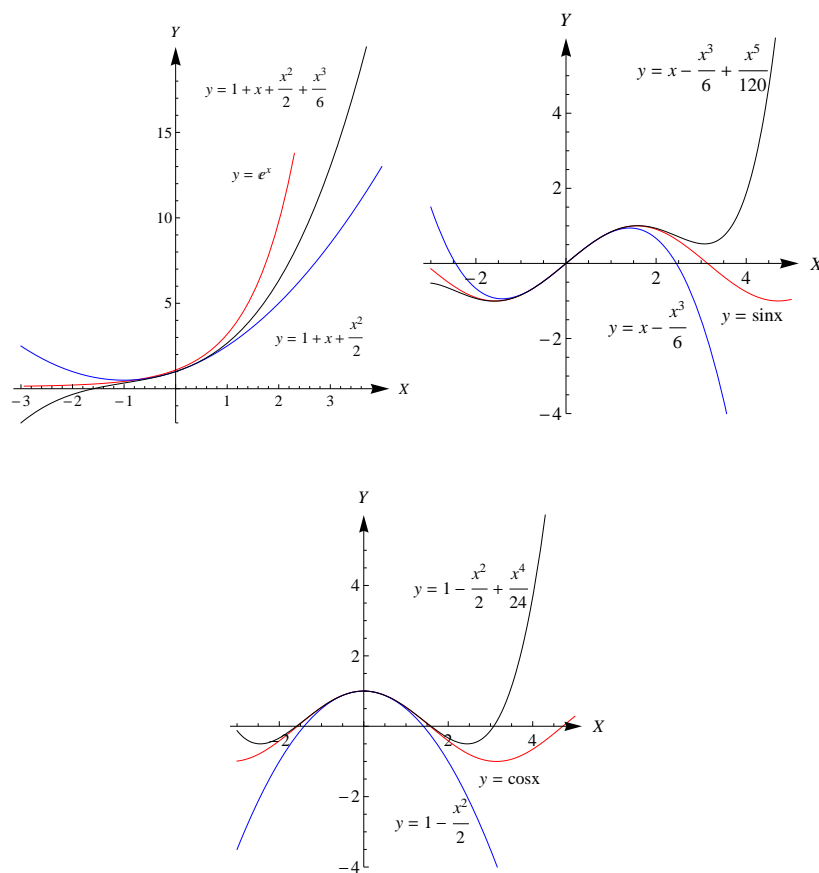 Y
y = 1 + x + x²/2 + x³/6
15
y = eˣ
10
5
y = 1 + x + x²/2
−3 −2 −1 1 2 3 X
Y
y = x − x³/6 + x⁵/120
4
2
−2 2 4 X
y = sinx
y = x − x³/6
−2
−4
Y
y = 1 − x²/2 + x⁴/24
4
2
−2 2 4 X
y = cosx
−2
y = 1 − x²/2
−4